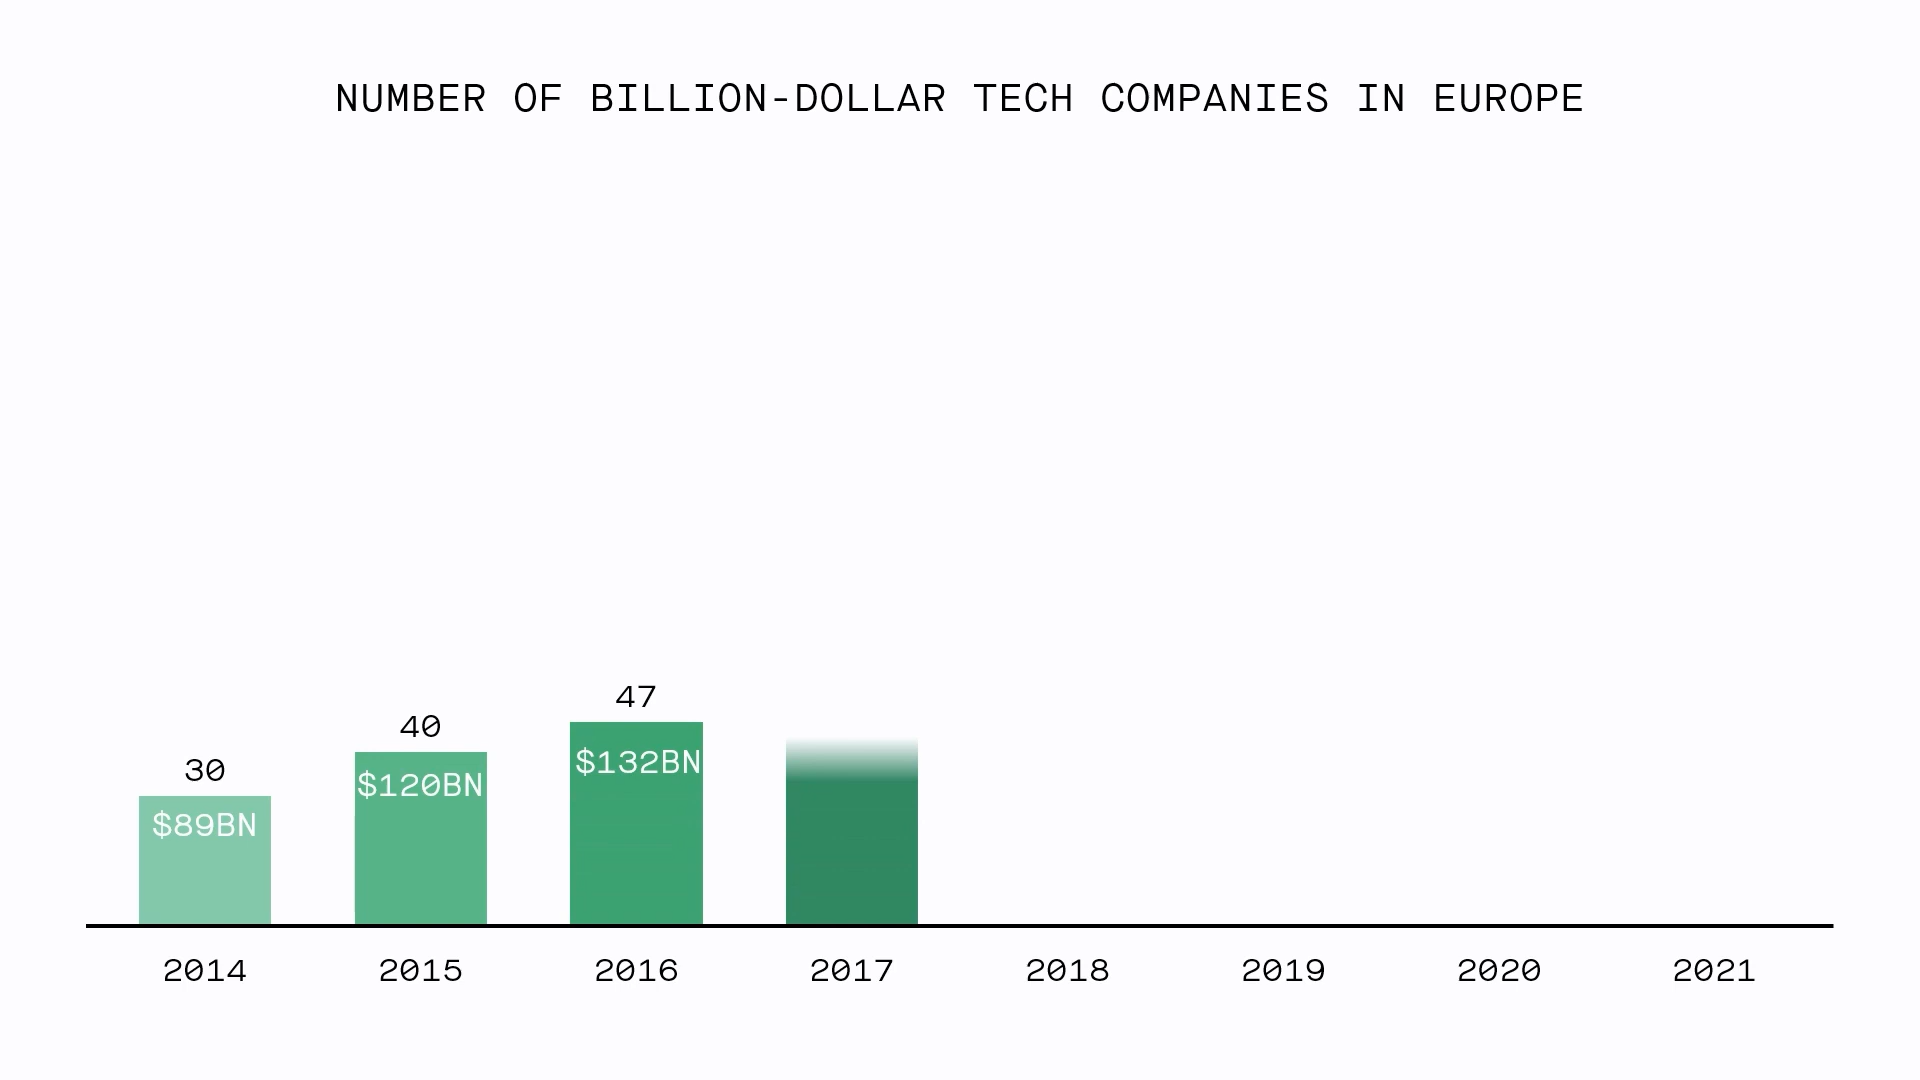 NUMBER OF BILLION-DOLLAR TECH COMPANIES IN EUROPE
30
$89BN
40
$120BN
47
$132BN
2014 2015 2016 2017 2018 2019 2020 2021